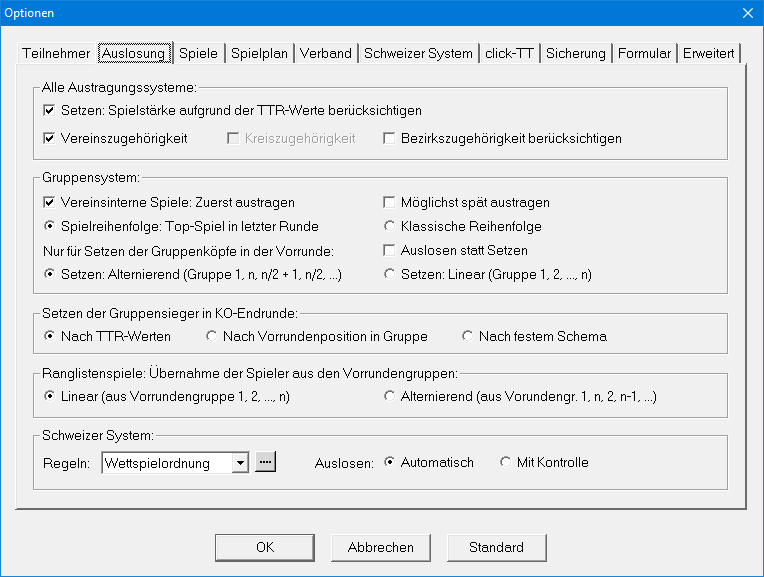 Optionen
Teilnehmer Auslosung Spiele Spielplan Verband Schweizer System click-TT Sicherung Formular Erweitert
Alle Austragungssysteme:
Setzen: Spielstärke aufgrund der TTR-Werte berücksichtigen
Vereinszugehörigkeit Kreiszugehörigkeit Bezirkszugehörigkeit berücksichtigen
Gruppensystem:
Vereinsinterne Spiele: Zuerst austragen Möglichst spät austragen
Spielreihenfolge: Top-Spiel in letzter Runde Klassische Reihenfolge
Nur für Setzen der Gruppenköpfe in der Vorrunde: Auslosen statt Setzen
Setzen: Alternierend (Gruppe 1, n, n/2 + 1, n/2, ...) Setzen: Linear (Gruppe 1, 2, ..., n)
Setzen der Gruppensieger in KO-Endrunde:
Nach TTR-Werten Nach Vorrundenposition in Gruppe Nach festem Schema
Ranglistenspiele: Übernahme der Spieler aus den Vorrundengruppen:
Linear (aus Vorrundengruppe 1, 2, ..., n) Alternierend (aus Vorundengr. 1, n, 2, n-1, ...)
Schweizer System:
Regeln: Wettspielordnung .... Auslosen: Automatisch Mit Kontrolle
OK Abbrechen Standard